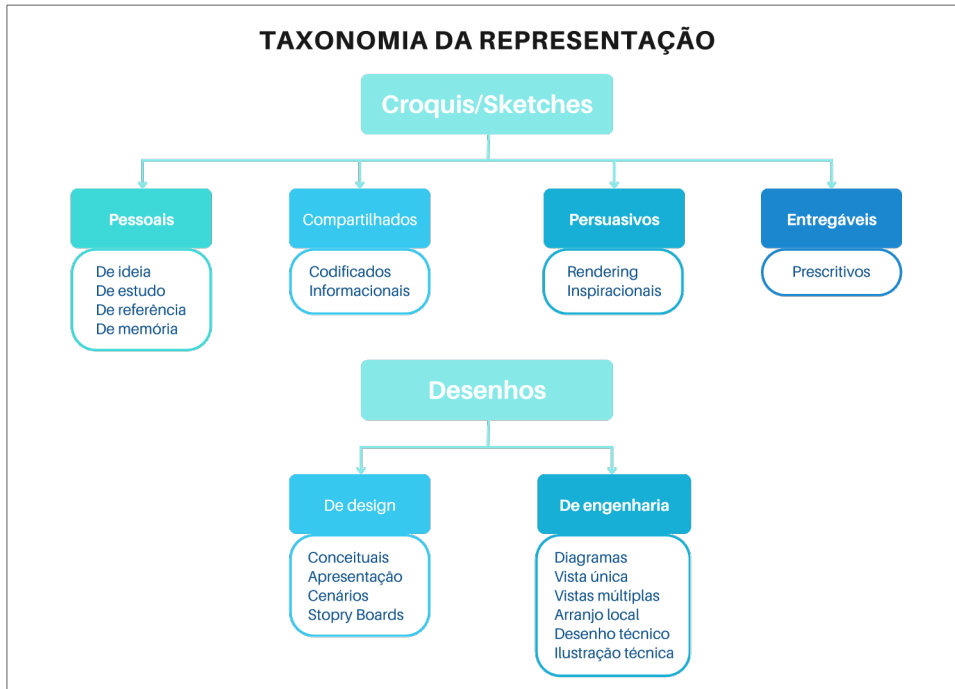 TAXONOMIA DA REPRESENTAÇÃO
Croquis/Sketches
Pessoais
De ideia
De estudo
De referência
De memória
Compartilhados
Codificados
Informacionais
Persuasivos
Rendering
Inspiracionais
Entregáveis
Prescritivos
Desenhos
De design
Conceituais
Apresentação
Cenários
Stopry Boards
De engenharia
Diagramas
Vista única
Vistas múltiplas
Arranjo local
Desenho técnico
Ilustração técnica